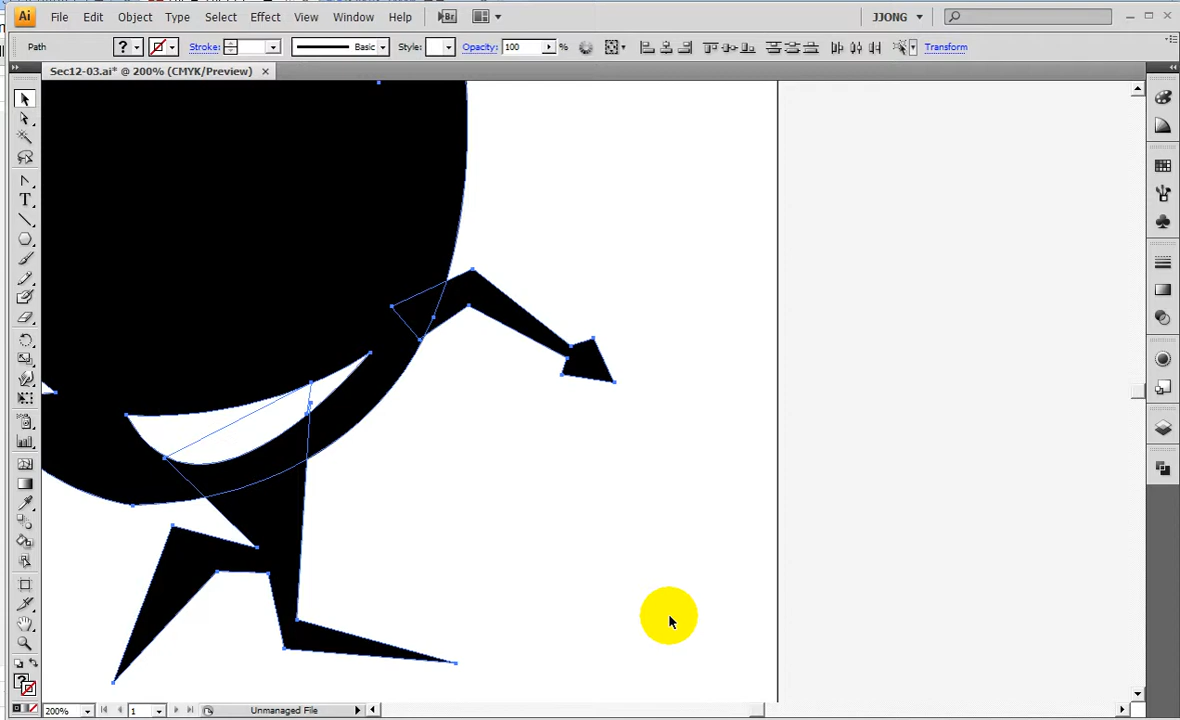 Ai File Edit Object Type Select Effect View Window Help Br JJONG
Path ? Stroke: Basic Style: Opacity: 100 % Transform
Sec12-03.ai* @ 200% (CMYK/Preview)
T
?
200% 1 Unmanaged File